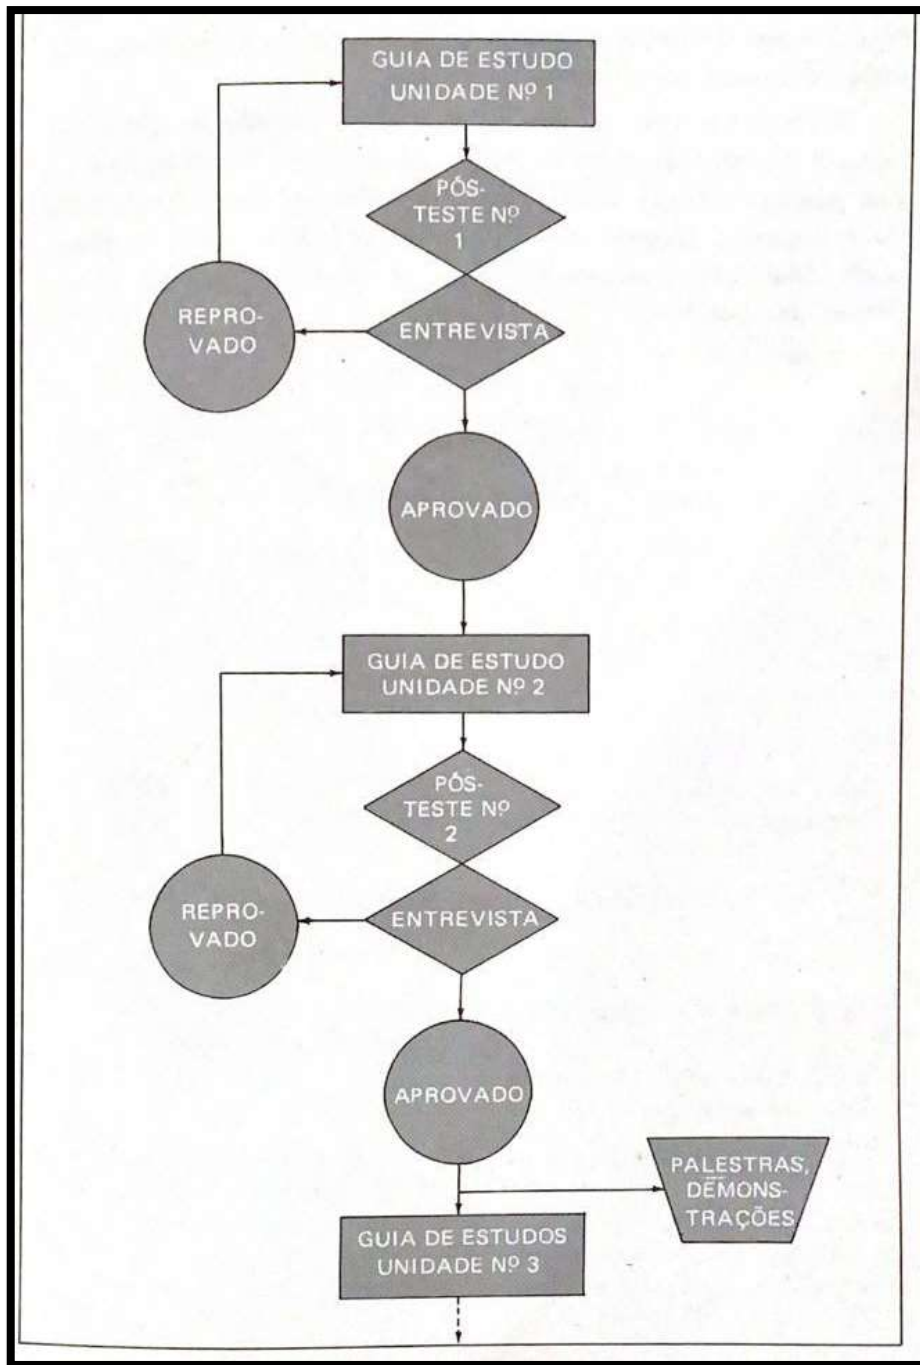 GUIA DE ESTUDO
UNIDADE Nº 1
PÓS-
TESTE Nº
1
ENTREVISTA
REPRO-
VADO
APROVADO
GUIA DE ESTUDO
UNIDADE Nº 2
PÓS-
TESTE Nº
2
ENTREVISTA
REPRO-
VADO
APROVADO
PALESTRAS,
DEMONS-
TRAÇÕES
GUIA DE ESTUDOS
UNIDADE Nº 3